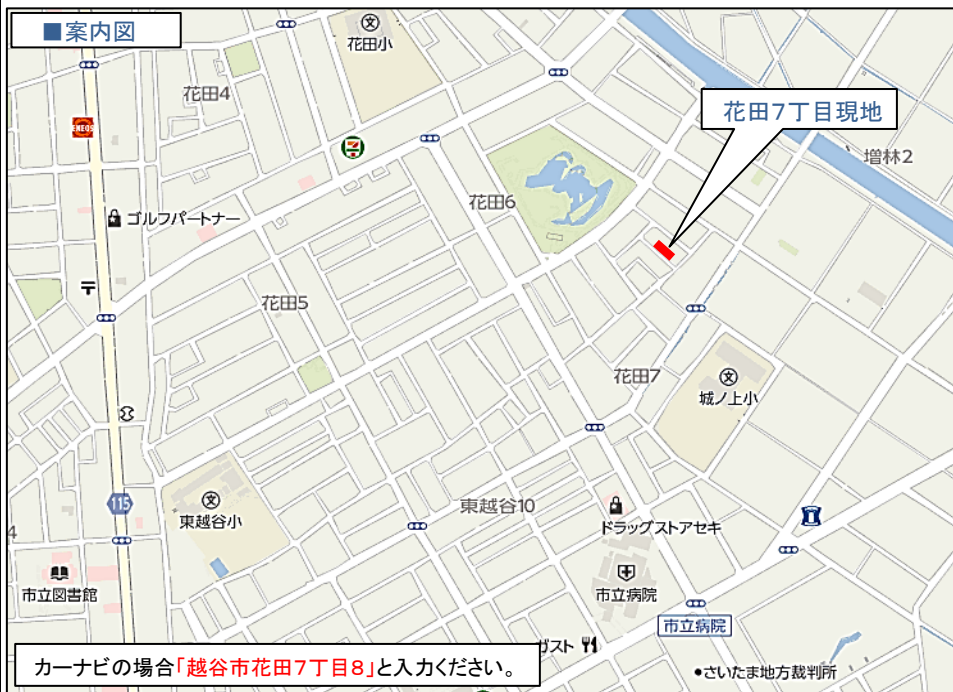 ■案内図
花田小
花田4
花田7丁目現地
ENEOS
増林2
花田6
ゴルフパートナー
花田5
花田7
城ノ上小
115
東越谷10
東越谷小
ドラッグストアセキ
4
市立図書館
市立病院
市立病院
ガスト
さいたま地方裁判所
カーナビの場合「越谷市花田7丁目8」と入力ください。